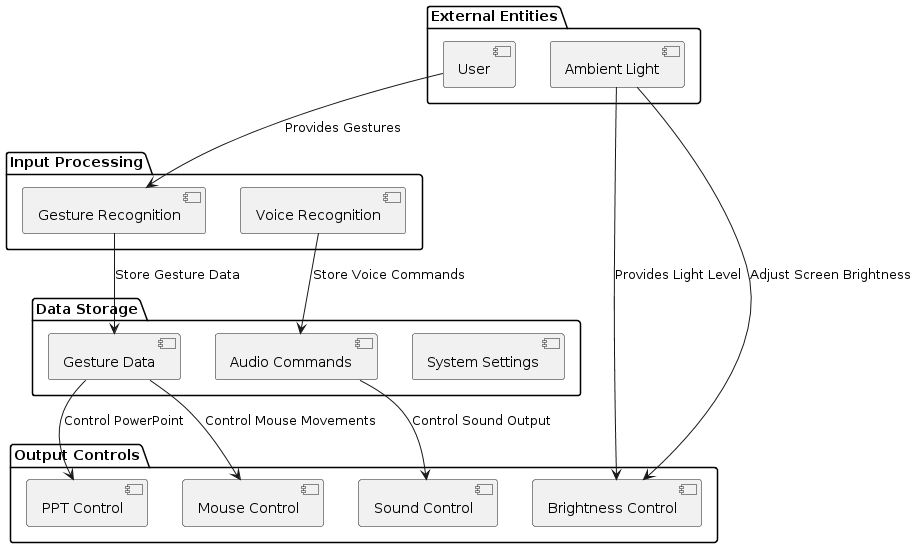 External Entities
User
Ambient Light
Provides Gestures
Input Processing
Gesture Recognition
Voice Recognition
Store Gesture Data
Store Voice Commands
Provides Light Level
Adjust Screen Brightness
Data Storage
Gesture Data
Audio Commands
System Settings
Control PowerPoint
Control Mouse Movements
Control Sound Output
Output Controls
PPT Control
Mouse Control
Sound Control
Brightness Control